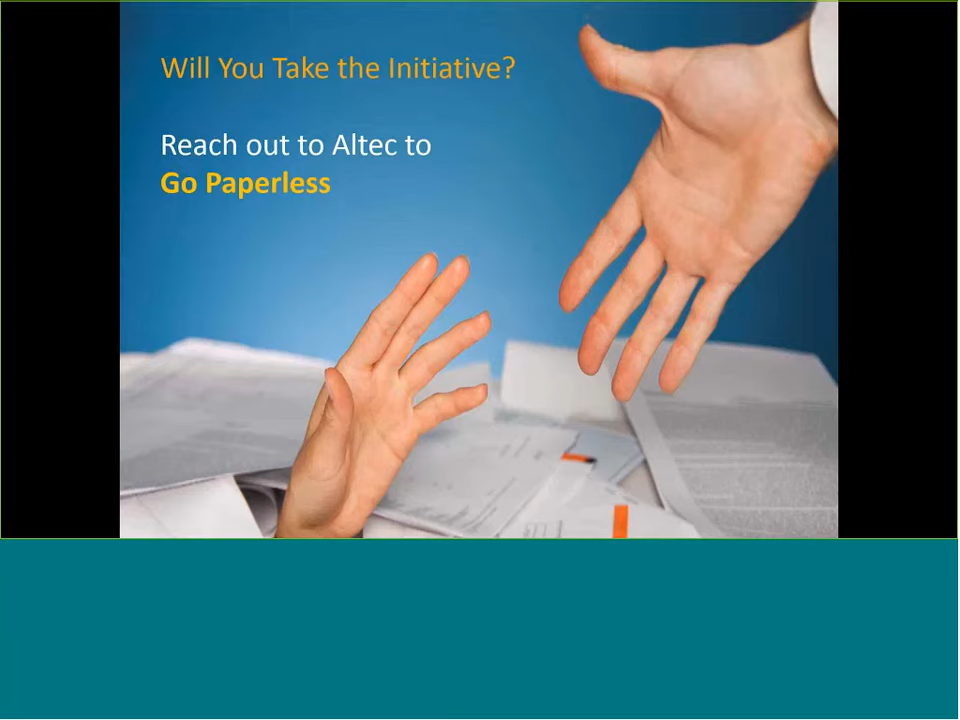 Will You Take the Initiative?
Reach out to Altec to
Go Paperless